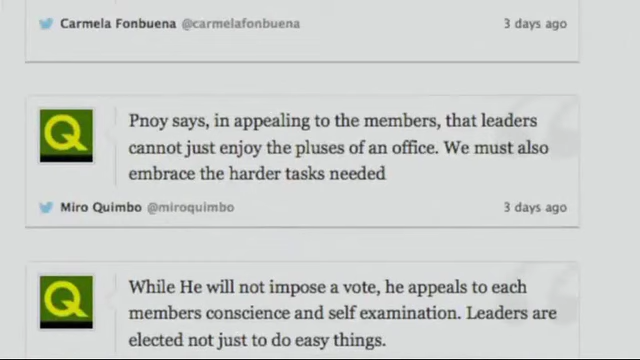 Carmela Fonbuena @carmelafonbuena 3 days ago
Q
Pnoy says, in appealing to the members, that leaders
cannot just enjoy the pluses of an office. We must also
embrace the harder tasks needed
Miro Quimbo @miroquimbo 3 days ago
Q
While He will not impose a vote, he appeals to each
members conscience and self examination. Leaders are
elected not just to do easy things.